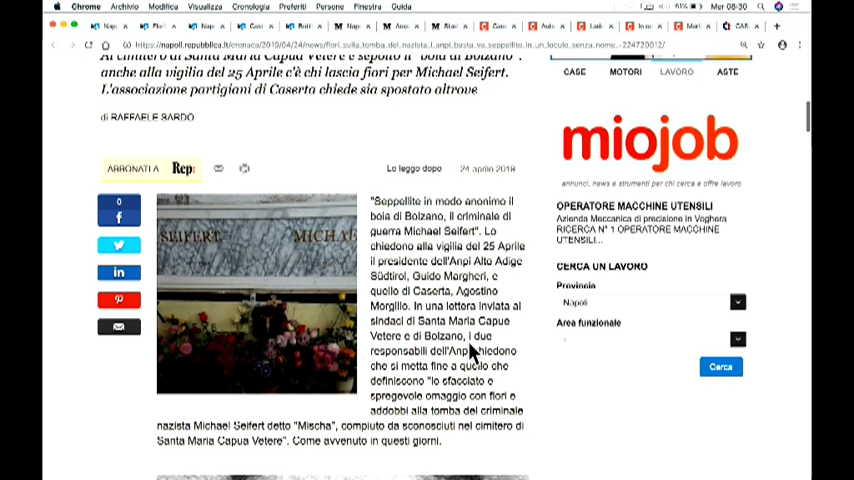 Chrome Archivio Modifica Visualizza Cronologia Preferiti Persone Finestra Guida
61% Mer 08:30
anche alla vigilia del 25 Aprile c'è chi lascia fiori per Michael Seifert.
L'associazione partigiani di Caserta chiede sia spostato altrove
di RAFFAELE SARDO
CASE MOTORI LAVORO ASTE
miojob
annunci, news e strumenti per chi cerca e offre lavoro
ABBONATI A Rep:
Lo leggo dopo
24 aprile 2019
0
SEIFERT MICHAE
"Seppellite in modo anonimo il
boia di Bolzano, il criminale di
guerra Michael Seifert". Lo
chiedono alla vigilia del 25 Aprile
il presidente dell'Anpi Alto Adige
Südtirol, Guido Margheri, e
quello di Caserta, Agostino
Morgillo. In una lettera inviata ai
sindaci di Santa Maria Capua
Vetere e di Bolzano, i due
responsabili dell'Anpi chiedono
che si metta fine a quello che
definiscono "lo sfacciato e
spregevole omaggio con fiori e
addobbi alla tomba del criminale
nazista Michael Seifert detto "Mischa", compiuto da sconosciuti nel cimitero di
Santa Maria Capua Vetere". Come avvenuto in questi giorni.
OPERATORE MACCHINE UTENSILI
Azienda Meccanica di precisione in Voghera
RICERCA N° 1 OPERATORE MACCHINE
UTENSILI...
CERCA UN LAVORO
Provincia
Napoli
Area funzionale
Cerca